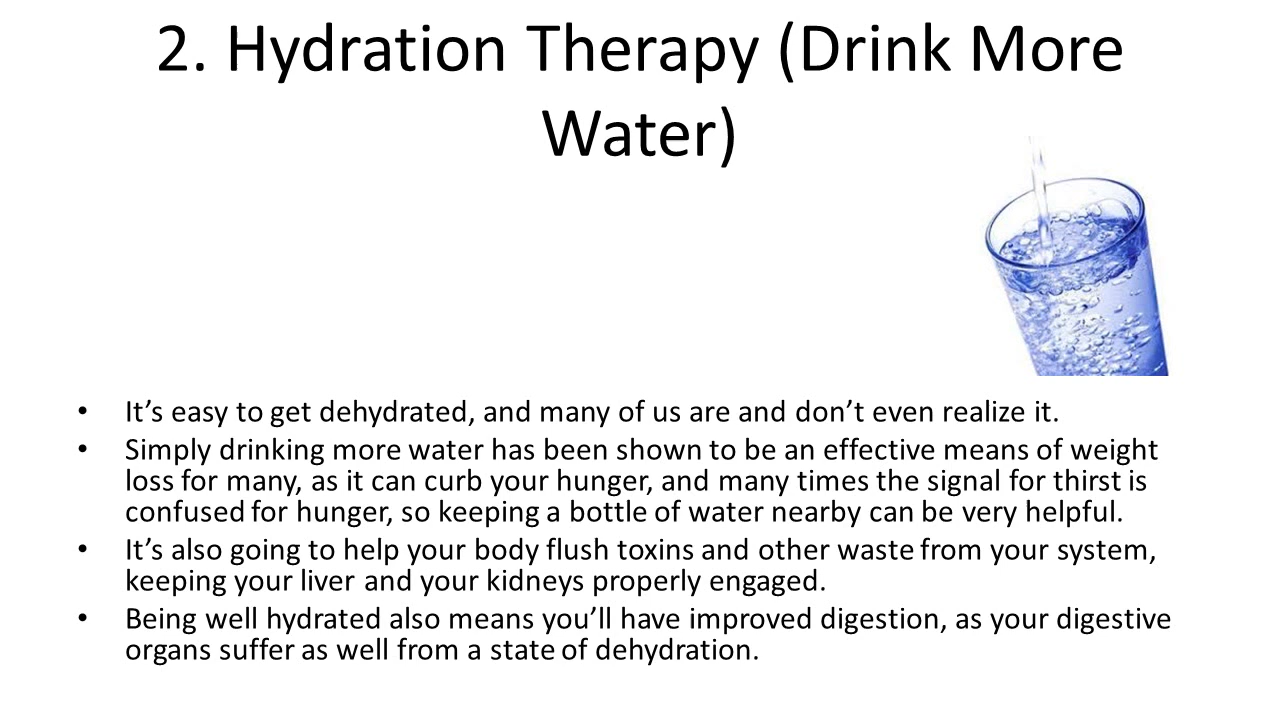 2. Hydration Therapy (Drink More
Water)
• It’s easy to get dehydrated, and many of us are and don’t even realize it.
• Simply drinking more water has been shown to be an effective means of weight
loss for many, as it can curb your hunger, and many times the signal for thirst is
confused for hunger, so keeping a bottle of water nearby can be very helpful.
• It’s also going to help your body flush toxins and other waste from your system,
keeping your liver and your kidneys properly engaged.
• Being well hydrated also means you’ll have improved digestion, as your digestive
organs suffer as well from a state of dehydration.